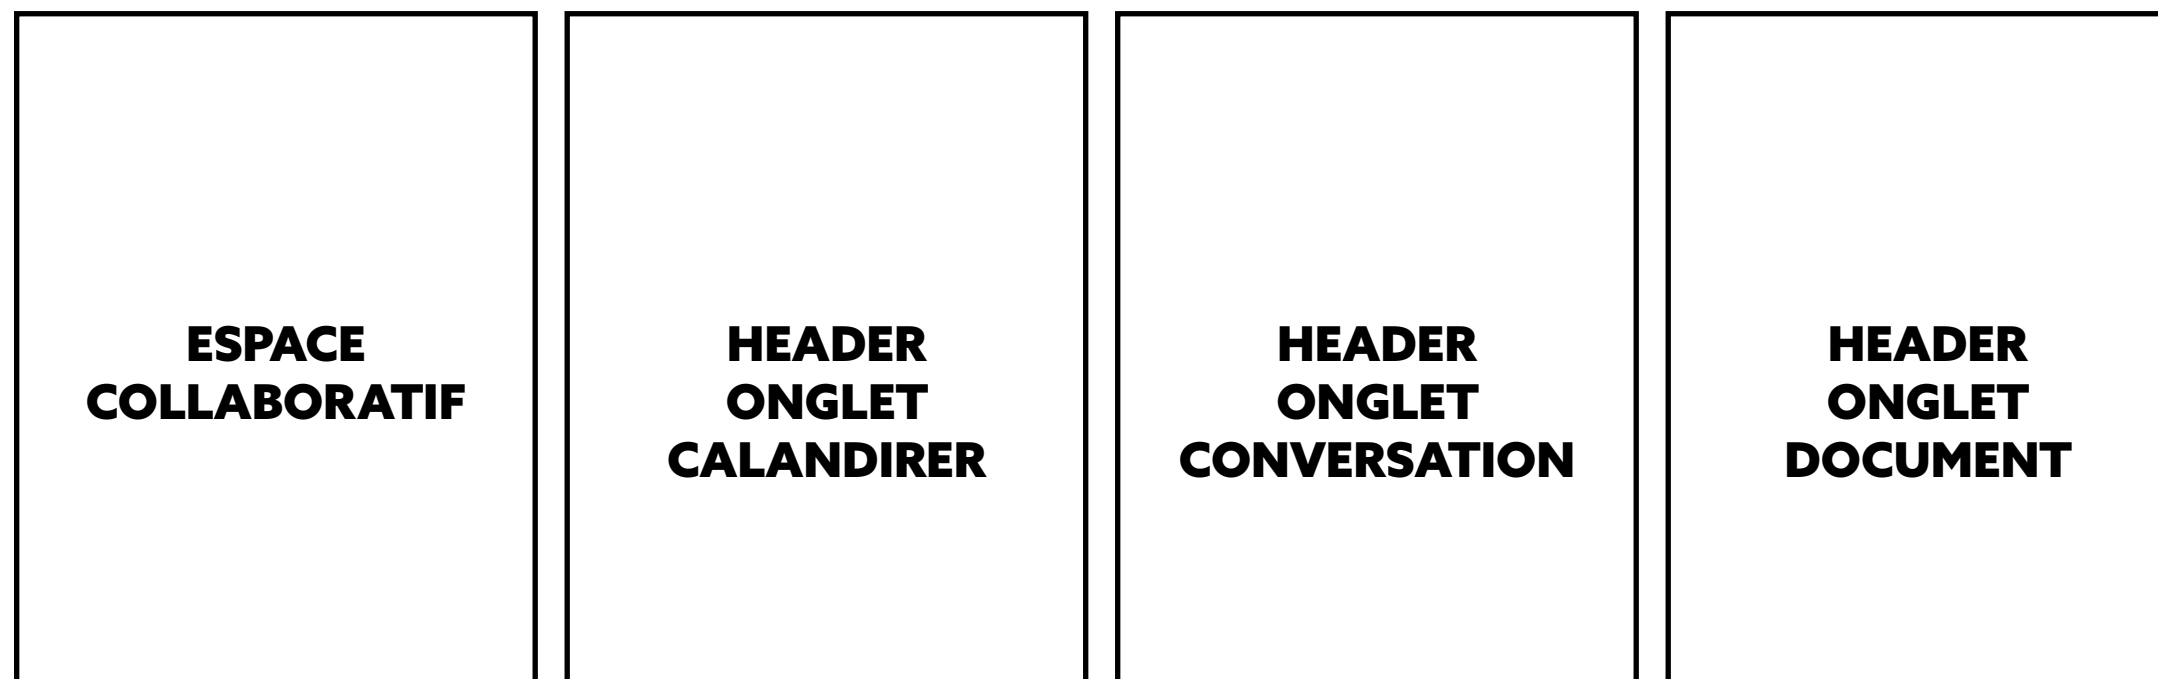 ESPACE
COLLABORATIF
HEADER
ONGLET
CALANDIRER
HEADER
ONGLET
CONVERSATION
HEADER
ONGLET
DOCUMENT